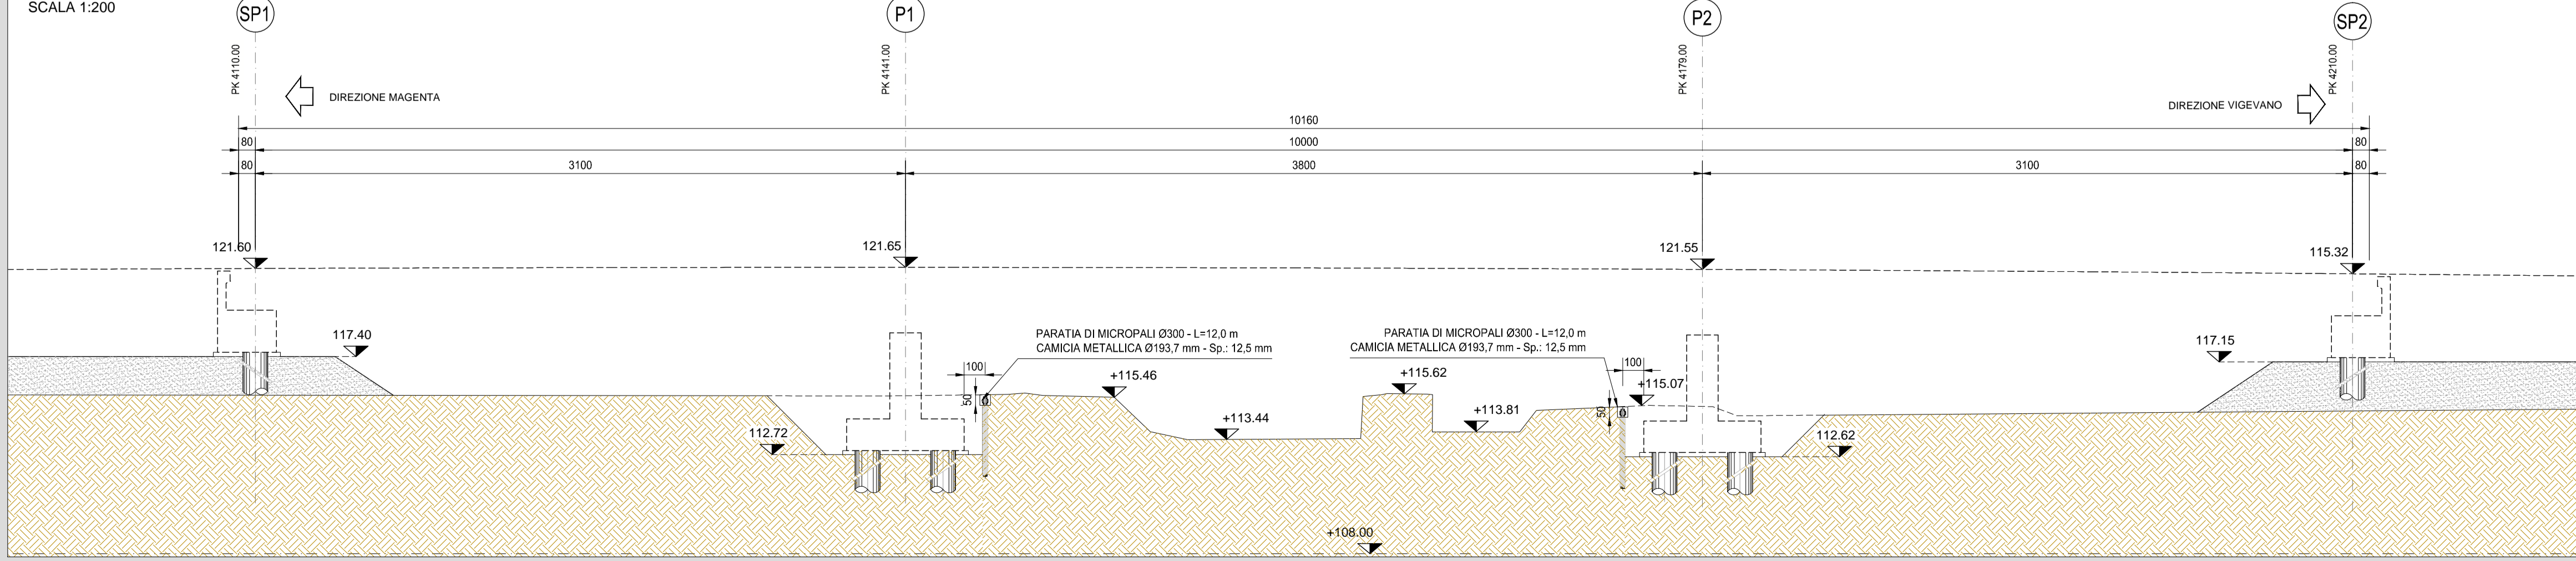 SCALA 1:200
SP1
P1
P2
SP2
PK 4110.00
PK 4141.00
PK 4179.00
PK 4210.00
DIREZIONE MAGENTA
DIREZIONE VIGEVANO
10160
80
10000
80
80
3100
3800
3100
80
121.60
121.65
121.55
115.32
117.40
PARATIA DI MICROPALI Ø300 - L=12,0 m
CAMICIA METALLICA Ø193,7 mm - Sp.: 12,5 mm
PARATIA DI MICROPALI Ø300 - L=12,0 m
CAMICIA METALLICA Ø193,7 mm - Sp.: 12,5 mm
117.15
100
100
50
50
+115.46
+115.62
+115.07
+113.44
+113.81
112.72
112.62
+108.00